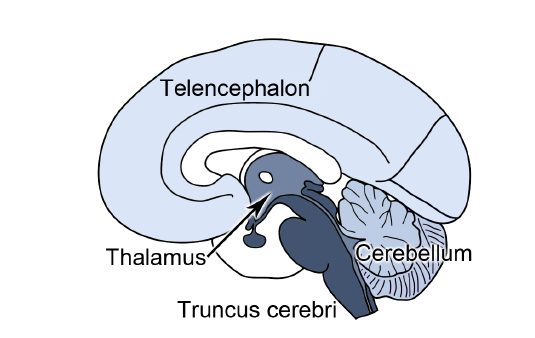 Telencephalon
Thalamus
Cerebellum
Truncus cerebri